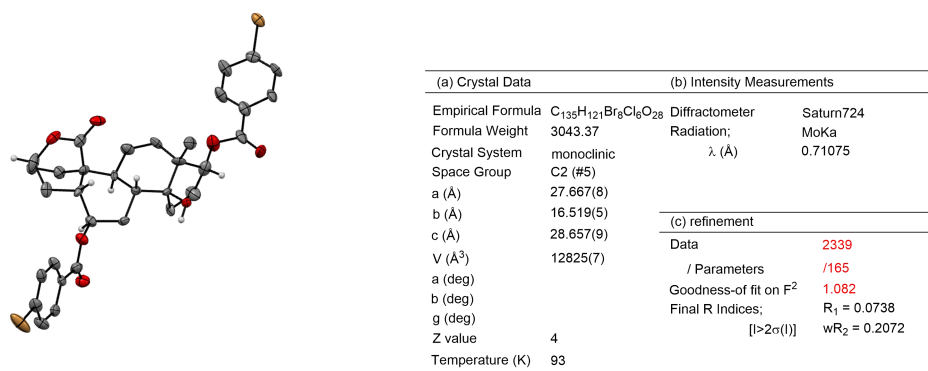 (a) Crystal Data
Empirical Formula C135H121Br8Cl6O28
Formula Weight 3043.37
Crystal System monoclinic
Space Group C2 (#5)
a (Å) 27.667(8)
b (Å) 16.519(5)
c (Å) 28.657(9)
V (Å3) 12825(7)
a (deg)
b (deg)
g (deg)
Z value 4
Temperature (K) 93
(b) Intensity Measurements
Diffractometer Saturn724
Radiation; MoKa
λ (Å) 0.71075
(c) refinement
Data 2339
/ Parameters /165
Goodness-of fit on F2 1.082
Final R Indices; R1 = 0.0738
[I>2σ(I)] wR2 = 0.2072